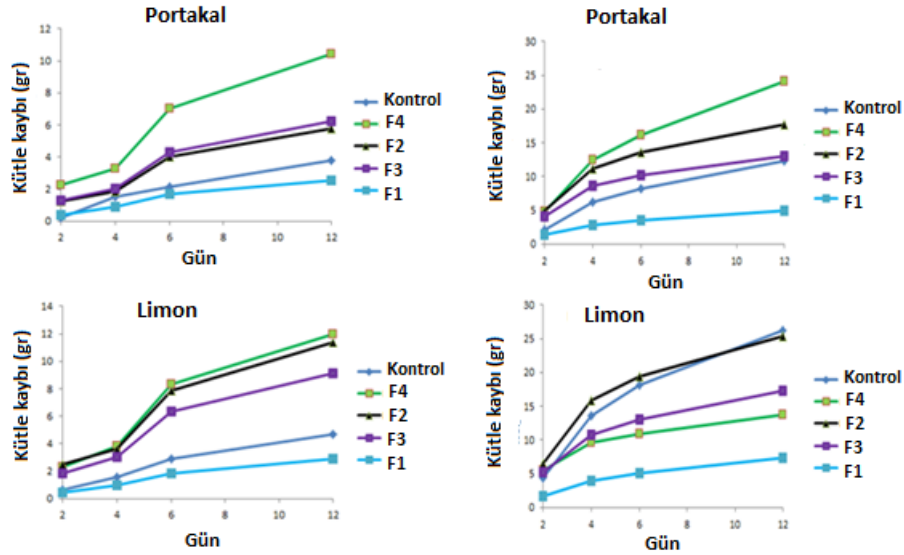 Portakal
Kütle kaybı (gr)
12
10
8
6
4
2
0
2 4 6 8 10 12
Gün
Kontrol
F4
F2
F3
F1
Portakal
Kütle kaybı (gr)
30
25
20
15
10
5
0
2 4 6 8 10 12
Gün
Kontrol
F4
F2
F3
F1
Limon
Kütle kaybı (gr)
14
12
10
8
6
4
2
0
2 4 6 8 10 12
Gün
Kontrol
F4
F2
F3
F1
Limon
Kütle kaybı (gr)
30
25
20
15
10
5
0
2 4 6 8 10 12
Gün
Kontrol
F4
F2
F3
F1